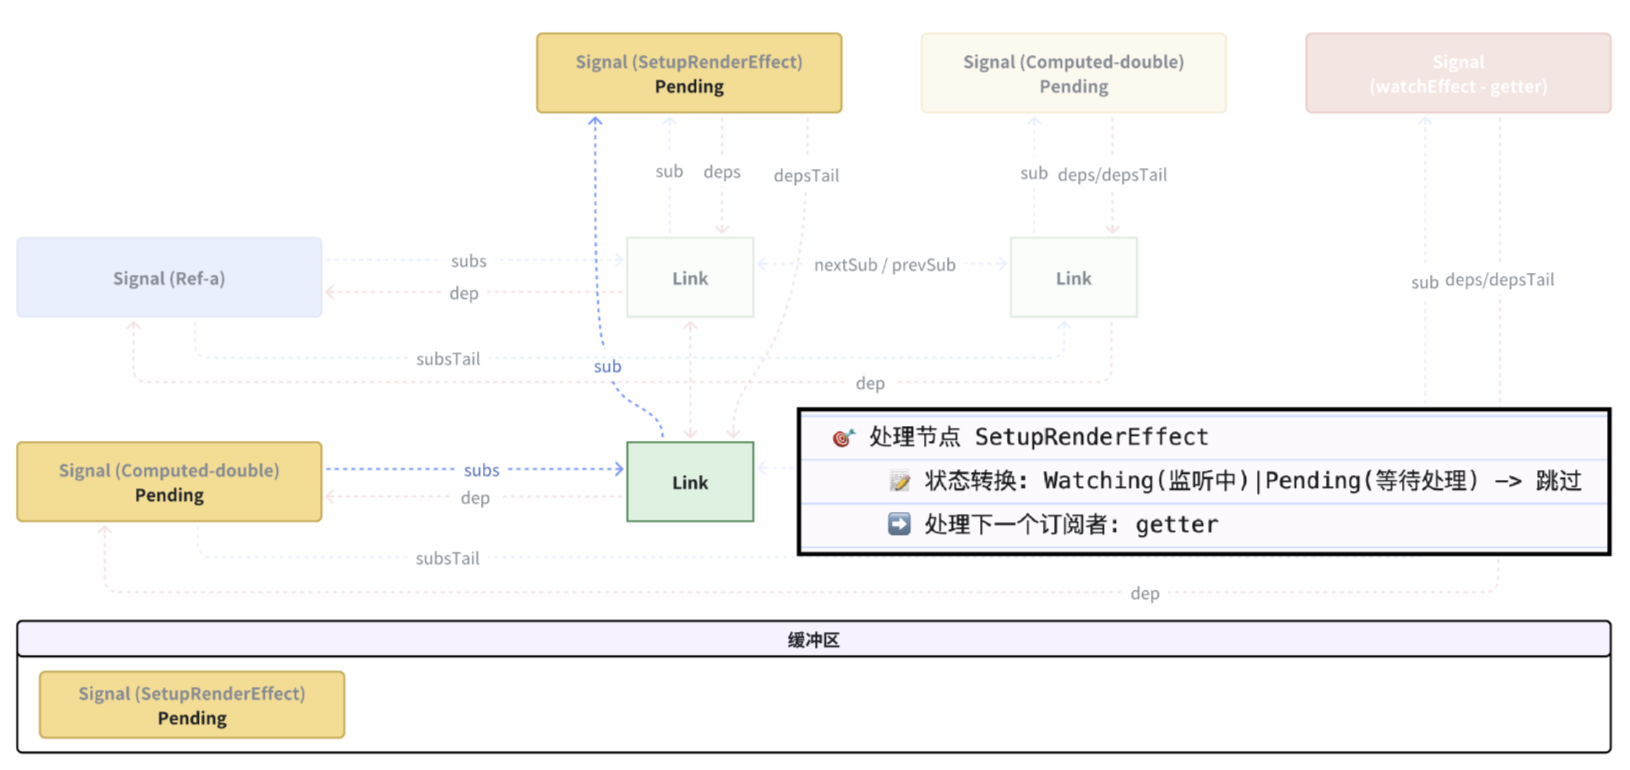 Signal (SetupRenderEffect)
Pending
Signal (Computed-double)
Pending
Signal
(watchEffect - getter)
sub
deps
depsTail
sub
deps/depsTail
Signal (Ref-a)
subs
dep
Link
nextSub / prevSub
Link
sub
deps/depsTail
subsTail
sub
dep
Signal (Computed-double)
Pending
subs
dep
Link
🎯 处理节点 SetupRenderEffect
📝 状态转换: Watching(监听中)|Pending(等待处理) —> 跳过
➡️ 处理下一个订阅者: getter
subsTail
dep
缓冲区
Signal (SetupRenderEffect)
Pending